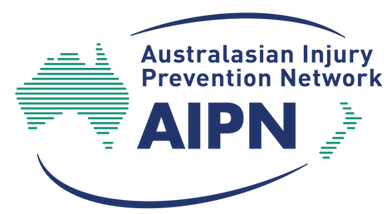 Australasian Injury
Prevention Network
AIPN